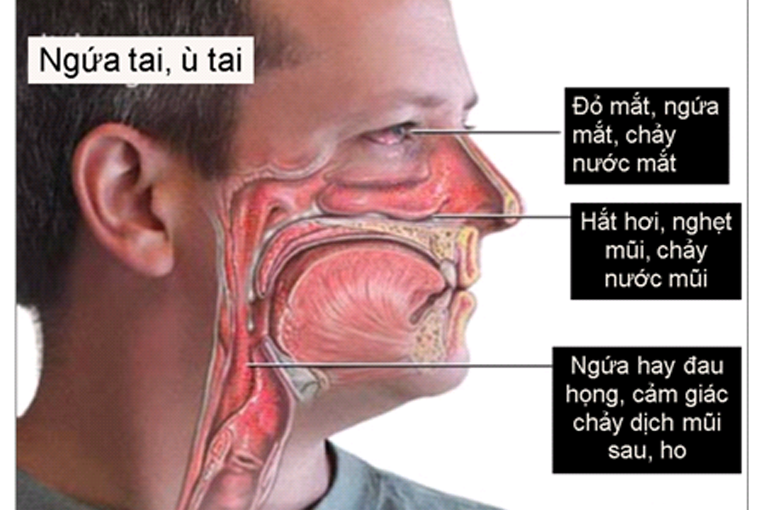 Ngứa tai, ù tai
Đỏ mắt, ngứa
mắt, chảy
nước mắt
Hắt hơi, nghẹt
mũi, chảy
nước mũi
Ngứa hay đau
họng, cảm giác
chảy dịch mũi
sau, ho